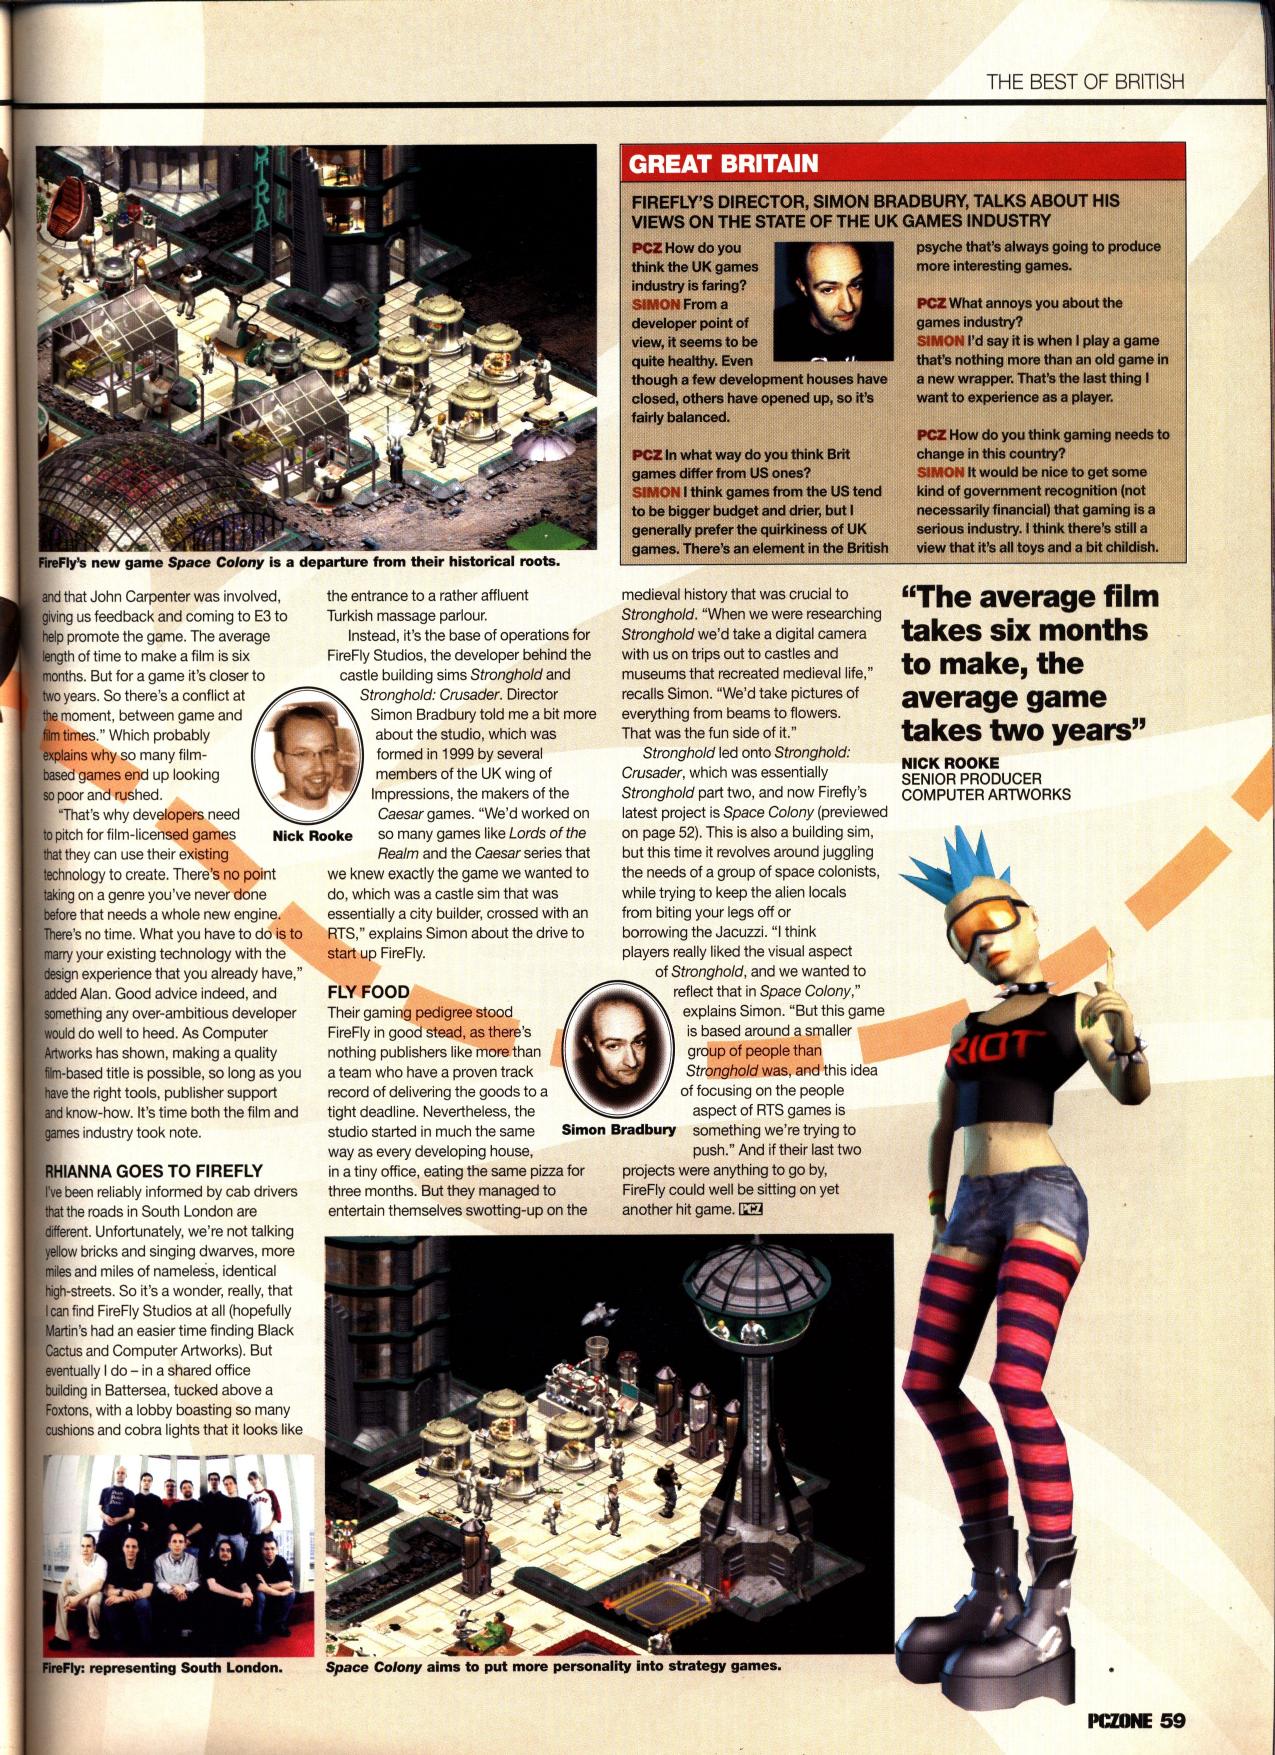 THE BEST OF BRITISH
FireFly's new game Space Colony is a departure from their historical roots.
GREAT BRITAIN
FIREFLY'S DIRECTOR, SIMON BRADBURY, TALKS ABOUT HIS
VIEWS ON THE STATE OF THE UK GAMES INDUSTRY
PCZ How do you
think the UK games
industry is faring?
SIMON From a
developer point of
view, it seems to be
quite healthy. Even
though a few development houses have
closed, others have opened up, so it's
fairly balanced.
PCZ In what way do you think Brit
games differ from US ones?
SIMON I think games from the US tend
to be bigger budget and drier, but I
generally prefer the quirkiness of UK
games. There's an element in the British
psyche that's always going to produce
more interesting games.
PCZ What annoys you about the
games industry?
SIMON I'd say it is when I play a game
that's nothing more than an old game in
a new wrapper. That's the last thing I
want to experience as a player.
PCZ How do you think gaming needs to
change in this country?
SIMON It would be nice to get some
kind of government recognition (not
necessarily financial) that gaming is a
serious industry. I think there's still a
view that it's all toys and a bit childish.
and that John Carpenter was involved,
giving us feedback and coming to E3 to
help promote the game. The average
length of time to make a film is six
months. But for a game it's closer to
two years. So there's a conflict at
the moment, between game and
film times." Which probably
explains why so many film-
based games end up looking
so poor and rushed.
"That's why developers need
to pitch for film-licensed games
that they can use their existing
technology to create. There's no point
taking on a genre you've never done
before that needs a whole new engine.
There's no time. What you have to do is to
marry your existing technology with the
design experience that you already have,"
added Alan. Good advice indeed, and
something any over-ambitious developer
would do well to heed. As Computer
Artworks has shown, making a quality
film-based title is possible, so long as you
have the right tools, publisher support
and know-how. It's time both the film and
games industry took note.
RHIANNA GOES TO FIREFLY
I've been reliably informed by cab drivers
that the roads in South London are
different. Unfortunately, we're not talking
yellow bricks and singing dwarves, more
miles and miles of nameless, identical
high-streets. So it's a wonder, really, that
I can find FireFly Studios at all (hopefully
Martin's had an easier time finding Black
Cactus and Computer Artworks). But
eventually I do – in a shared office
building in Battersea, tucked above a
Foxtons, with a lobby boasting so many
cushions and cobra lights that it looks like
FireFly: representing South London.
Nick Rooke
the entrance to a rather affluent
Turkish massage parlour.
Instead, it's the base of operations for
FireFly Studios, the developer behind the
castle building sims Stronghold and
Stronghold: Crusader. Director
Simon Bradbury told me a bit more
about the studio, which was
formed in 1999 by several
members of the UK wing of
Impressions, the makers of the
Caesar games. "We'd worked on
so many games like Lords of the
Realm and the Caesar series that
we knew exactly the game we wanted to
do, which was a castle sim that was
essentially a city builder, crossed with an
RTS," explains Simon about the drive to
start up FireFly.
FLY FOOD
Their gaming pedigree stood
FireFly in good stead, as there's
nothing publishers like more than
a team who have a proven track
record of delivering the goods to a
tight deadline. Nevertheless, the
studio started in much the same
way as every developing house,
in a tiny office, eating the same pizza for
three months. But they managed to
entertain themselves swotting-up on the
Simon Bradbury
medieval history that was crucial to
Stronghold. "When we were researching
Stronghold we'd take a digital camera
with us on trips out to castles and
museums that recreated medieval life,"
recalls Simon. "We'd take pictures of
everything from beams to flowers.
That was the fun side of it."
Stronghold led onto Stronghold:
Crusader, which was essentially
Stronghold part two, and now Firefly's
latest project is Space Colony (previewed
on page 52). This is also a building sim,
but this time it revolves around juggling
the needs of a group of space colonists,
while trying to keep the alien locals
from biting your legs off or
borrowing the Jacuzzi. "I think
players really liked the visual aspect
of Stronghold, and we wanted to
reflect that in Space Colony,"
explains Simon. "But this game
is based around a smaller
group of people than
Stronghold was, and this idea
of focusing on the people
aspect of RTS games is
something we're trying to
push." And if their last two
projects were anything to go by,
FireFly could well be sitting on yet
another hit game. PCZ
"The average film
takes six months
to make, the
average game
takes two years"
NICK ROOKE
SENIOR PRODUCER
COMPUTER ARTWORKS
RIOT
Space Colony aims to put more personality into strategy games.
PCZONE 59